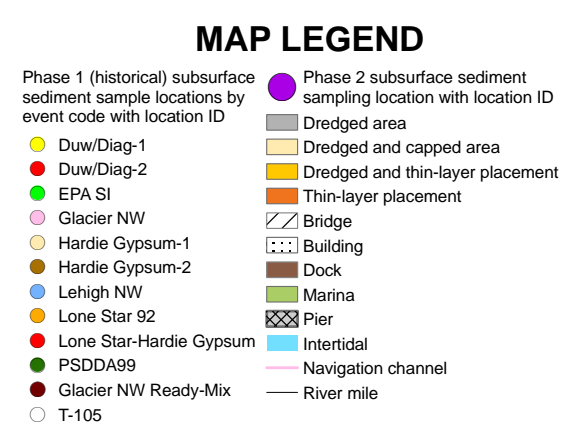 MAP LEGEND
Phase 1 (historical) subsurface
sediment sample locations by
event code with location ID
Duw/Diag-1
Duw/Diag-2
EPA SI
Glacier NW
Hardie Gypsum-1
Hardie Gypsum-2
Lehigh NW
Lone Star 92
Lone Star-Hardie Gypsum
PSDDA99
Glacier NW Ready-Mix
T-105
Phase 2 subsurface sediment
sampling location with location ID
Dredged area
Dredged and capped area
Dredged and thin-layer placement
Thin-layer placement
Bridge
Building
Dock
Marina
Pier
Intertidal
Navigation channel
River mile